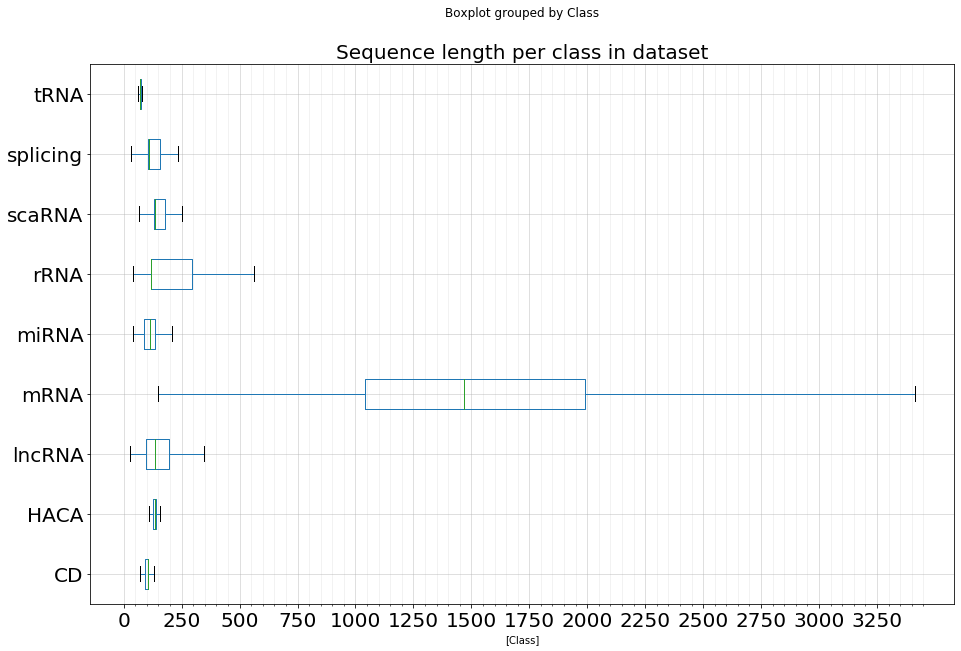 Boxplot grouped by Class
Sequence length per class in dataset
tRNA
splicing
scaRNA
rRNA
miRNA
mRNA
lncRNA
HACA
CD
0 250 500 750 1000 1250 1500 1750 2000 2250 2500 2750 3000 3250
[Class]